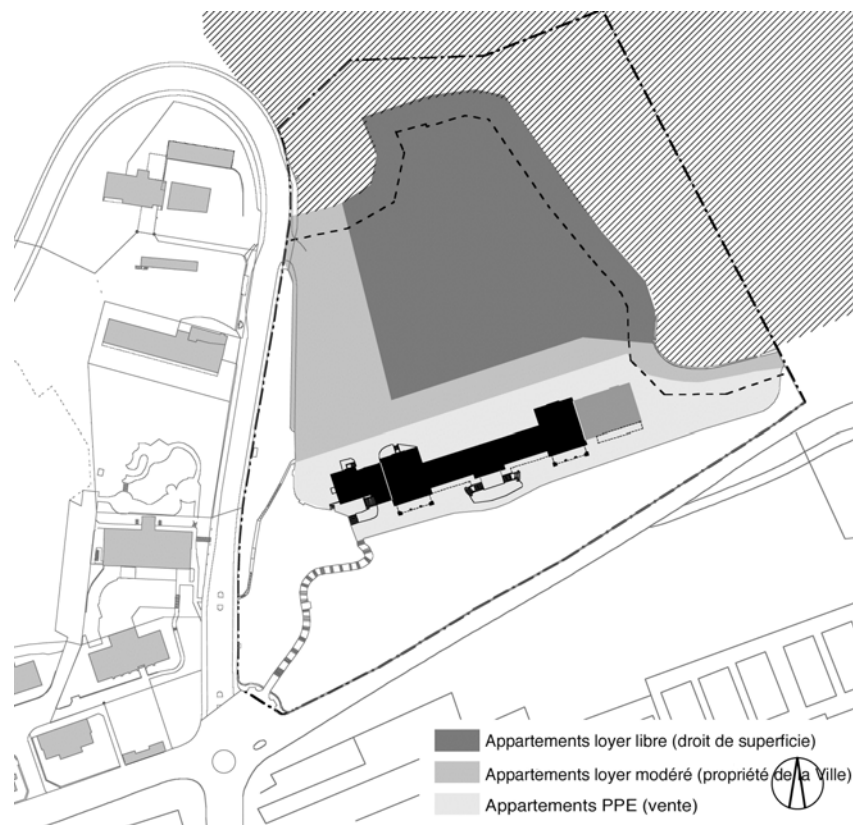 Appartements loyer libre (droit de superficie)
Appartements loyer modéré (propriété de la Ville)
Appartements PPE (vente)